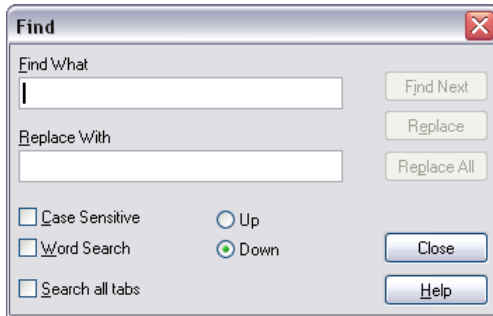 Find
Find What
Find Next
Replace
Replace With
Replace All
Case Sensitive
Up
Word Search
Down
Close
Search all tabs
Help